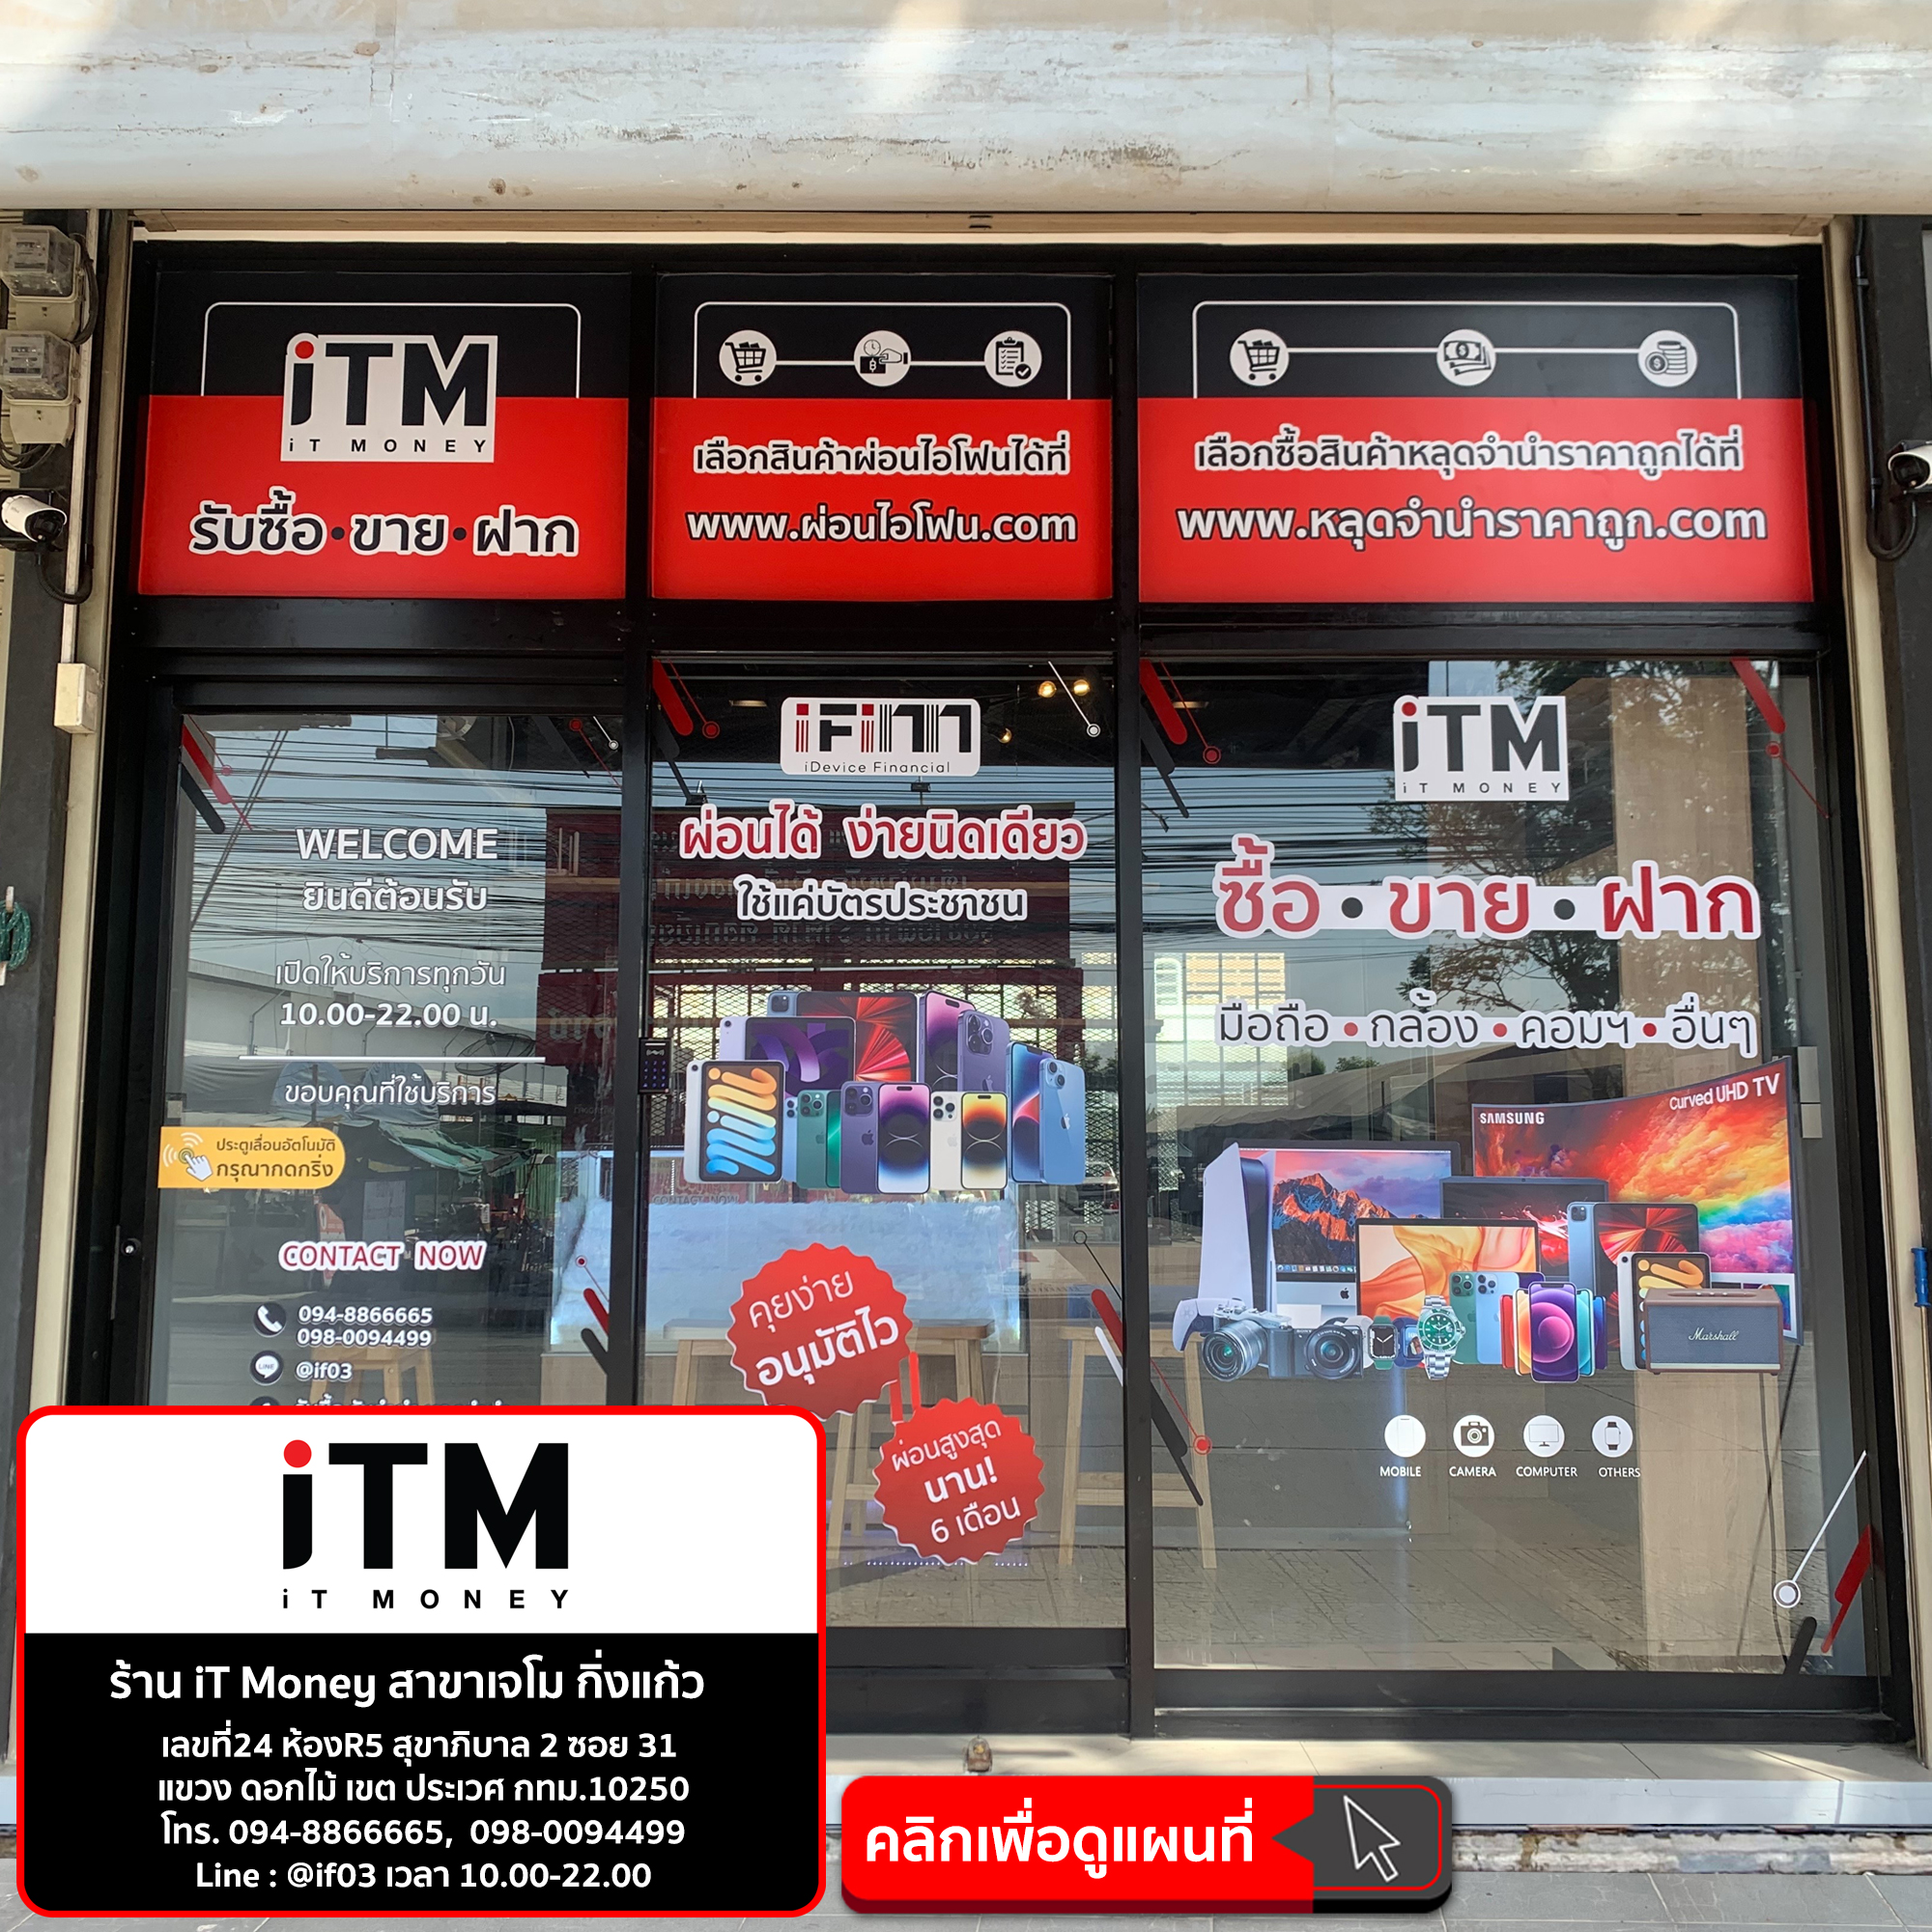 iTM
iT MONEY
รับซื้อ•ขาย•ฝาก
เลือกสินค้าผ่อนไอโฟนได้ที่
www.ผ่อนไอโฟน.com
เลือกซื้อสินค้าหลุดจำนำราคาถูกได้ที่
www.หลุดจำนำราคาถูก.com
WELCOME
ยินดีต้อนรับ
เปิดให้บริการทุกวัน
10.00-22.00 น.
ขอบคุณที่ใช้บริการ
ประตูเลื่อนอัตโนมัติ
กรุณากดกริ่ง
CONTACT NOW
094-8866665
098-0094499
LINE
@if03
iFiทท
iDevice Financial
ผ่อนได้ ง่ายนิดเดียว
ใช้แค่บัตรประชาชน
mini
คุยง่าย
อนุมัติไว
ผ่อนสูงสุด
นาน!
6 เดือน
iTM
iT MONEY
ซื้อ•ขาย•ฝาก
มือถือ•กล้อง•คอมฯ•อื่นๆ
SAMSUNG
Curved UHD TV
Marshall
MOBILE CAMERA COMPUTER OTHERS
iTM
iT MONEY
ร้าน iT Money สาขาเจโม กิ่งแก้ว
เลขที่24 ห้องR5 สุขาภิบาล 2 ซอย 31
แขวง ดอกไม้ เขต ประเวศ กทม.10250
โทร. 094-8866665, 098-0094499
Line : @if03 เวลา 10.00-22.00
คลิกเพื่อดูแผนที่